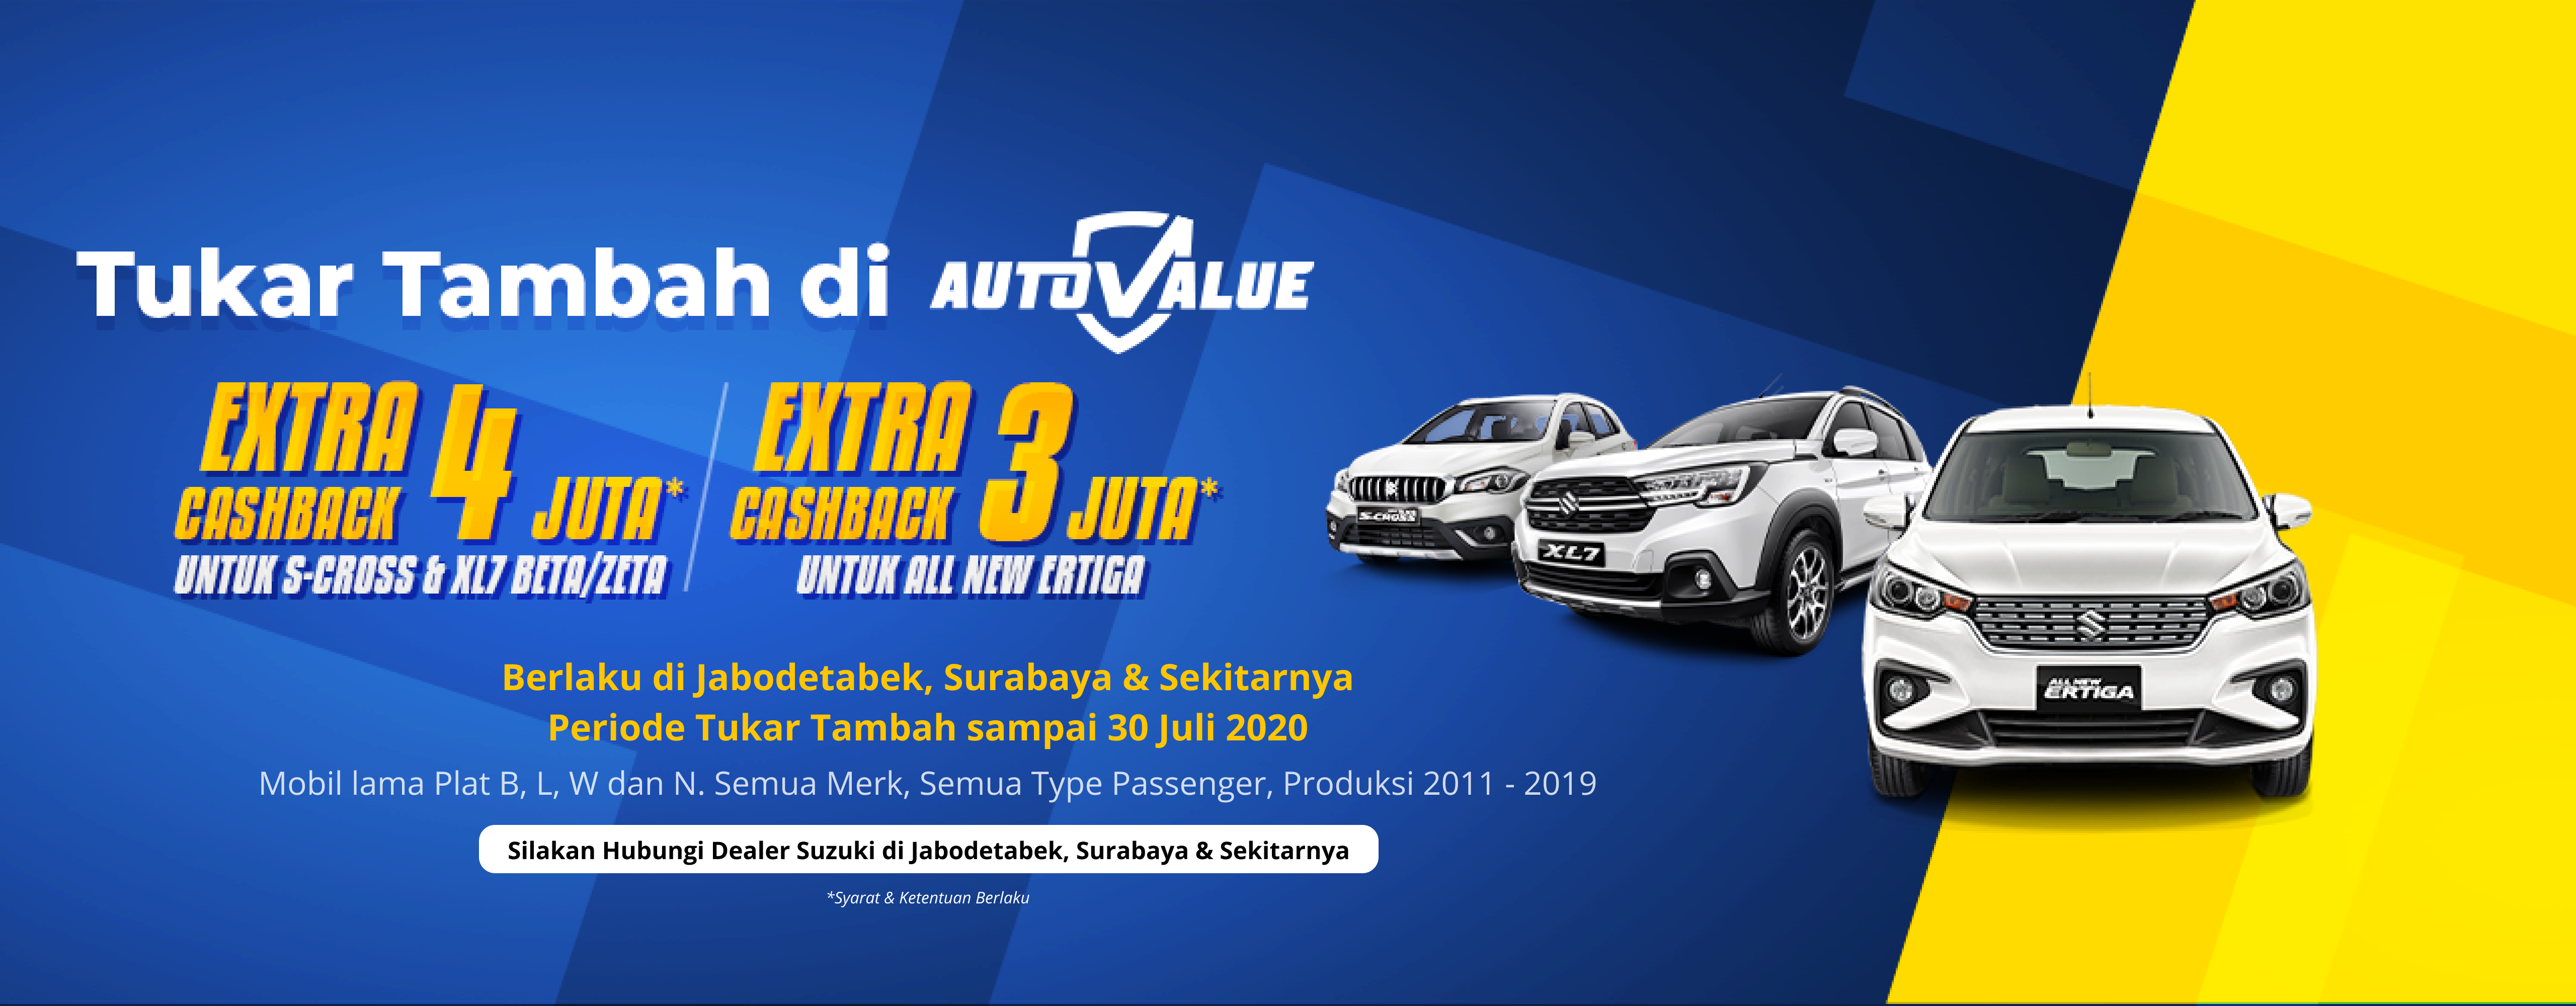 Tukar Tambah di AUTOVALUE
EXTRA CASHBACK 4 JUTA*
UNTUK S-CROSS & XL7 BETA/ZETA
EXTRA CASHBACK 3 JUTA*
UNTUK ALL NEW ERTIGA
S-CROSS
XL7
ALL NEW
ERTIGA
Berlaku di Jabodetabek, Surabaya & Sekitarnya
Periode Tukar Tambah sampai 30 Juli 2020
Mobil lama Plat B, L, W dan N. Semua Merk, Semua Type Passenger, Produksi 2011 - 2019
Silakan Hubungi Dealer Suzuki di Jabodetabek, Surabaya & Sekitarnya
*Syarat & Ketentuan Berlaku